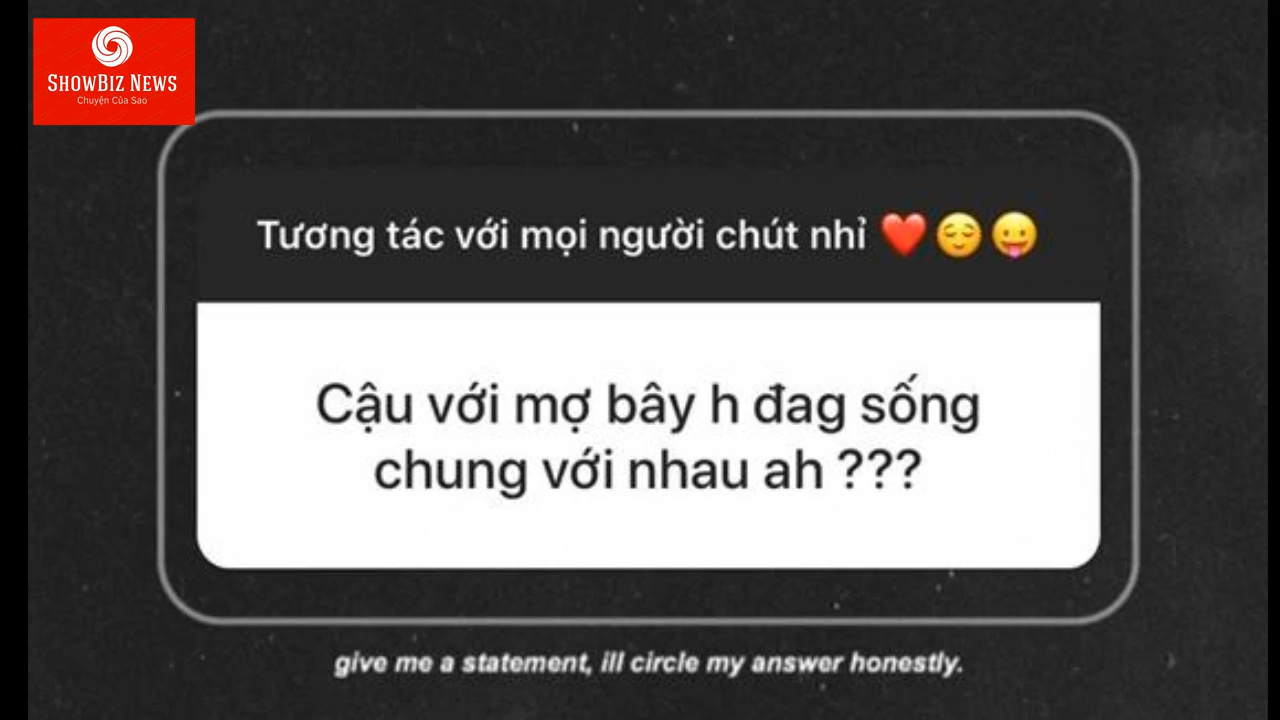 SHOWBIZ NEWS
Chuyện Của Sao
Tương tác với mọi người chút nhỉ ❤️😌😛
Cậu với mợ bây h đag sống
chung với nhau ah ???
give me a statement, ill circle my answer honestly.